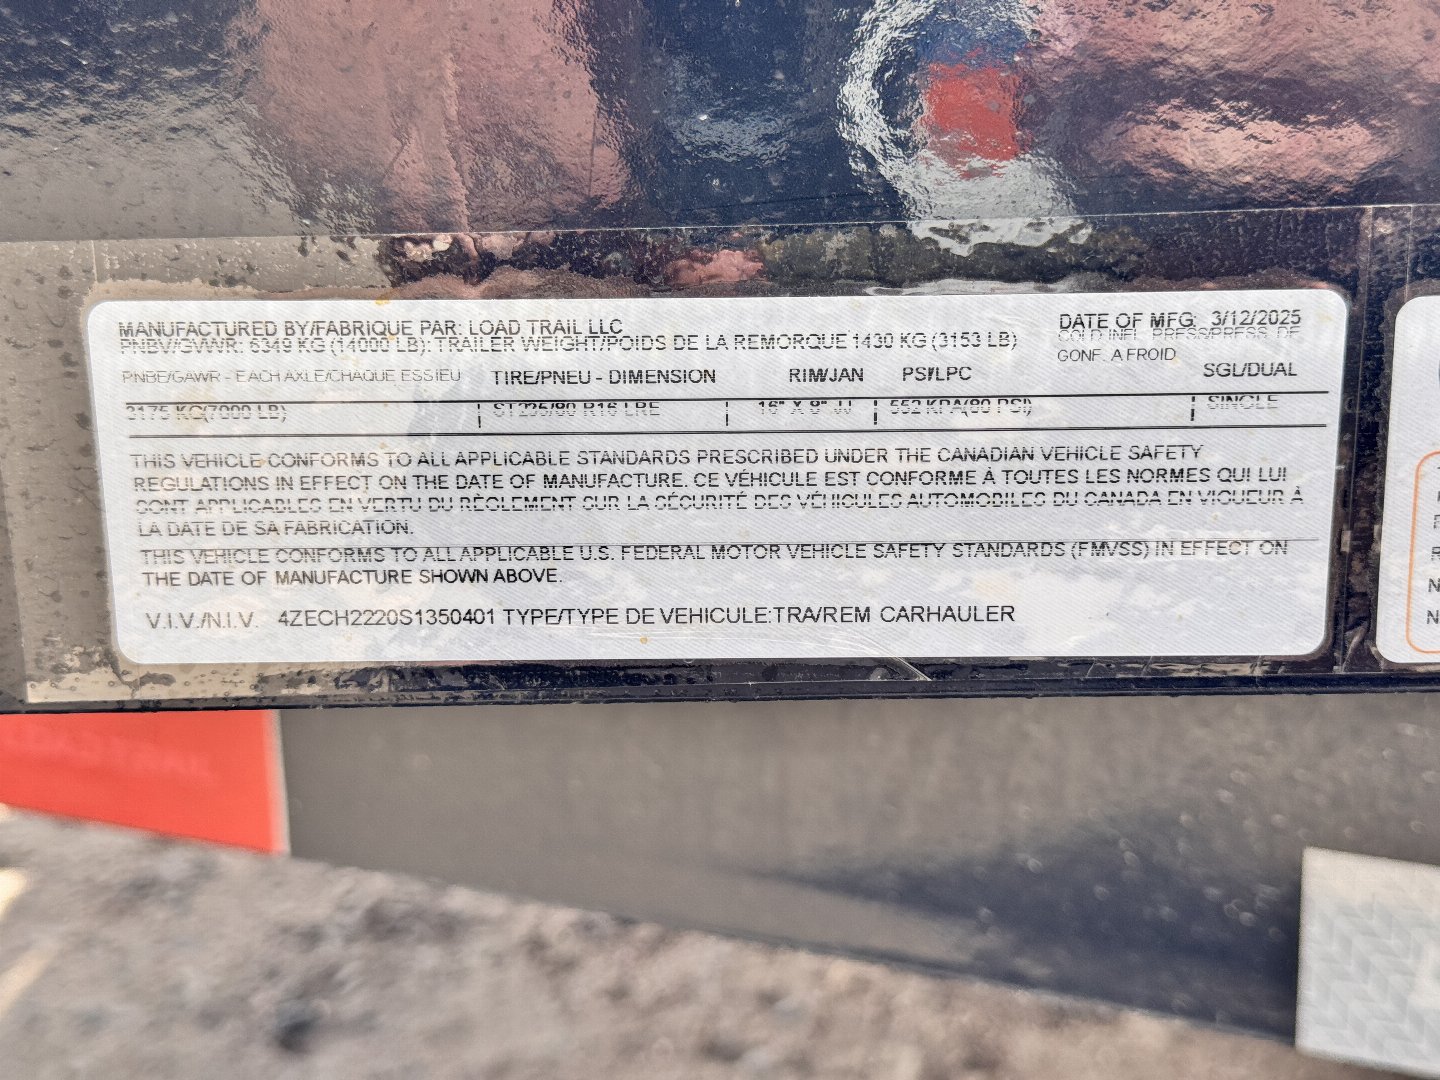 MANUFACTURED BY/FABRIQUE PAR: LOAD TRAIL LLC
DATE OF MFG: 3/12/2025
PNBV/GVWR: 6349 KG (14000 LB): TRAILER WEIGHT/POIDS DE LA REMORQUE 1430 KG (3153 LB)
COLD INFL. PRESS/PRESS. DE
GONF. A FROID
PNBE/GAWR - EACH AXLE/CHAQUE ESSIEU TIRE/PNEU - DIMENSION RIM/JAN PSI/LPC SGL/DUAL
3175 KG(7000 LB) ST235/80 R16 LRE 16" X 6" JJ 552 KPA(80 PSI) SINGLE
THIS VEHICLE CONFORMS TO ALL APPLICABLE STANDARDS PRESCRIBED UNDER THE CANADIAN VEHICLE SAFETY
REGULATIONS IN EFFECT ON THE DATE OF MANUFACTURE. CE VÉHICULE EST CONFORME À TOUTES LES NORMES QUI LUI
SONT APPLICABLES EN VERTU DU RÈGLEMENT SUR LA SÉCURITÉ DES VÉHICULES AUTOMOBILES DU CANADA EN VIGUEUR À
LA DATE DE SA FABRICATION.
THIS VEHICLE CONFORMS TO ALL APPLICABLE U.S. FEDERAL MOTOR VEHICLE SAFETY STANDARDS (FMVSS) IN EFFECT ON
THE DATE OF MANUFACTURE SHOWN ABOVE.
V.I.V./N.I.V. 4ZECH2220S1350401 TYPE/TYPE DE VEHICULE:TRA/REM CARHAULER